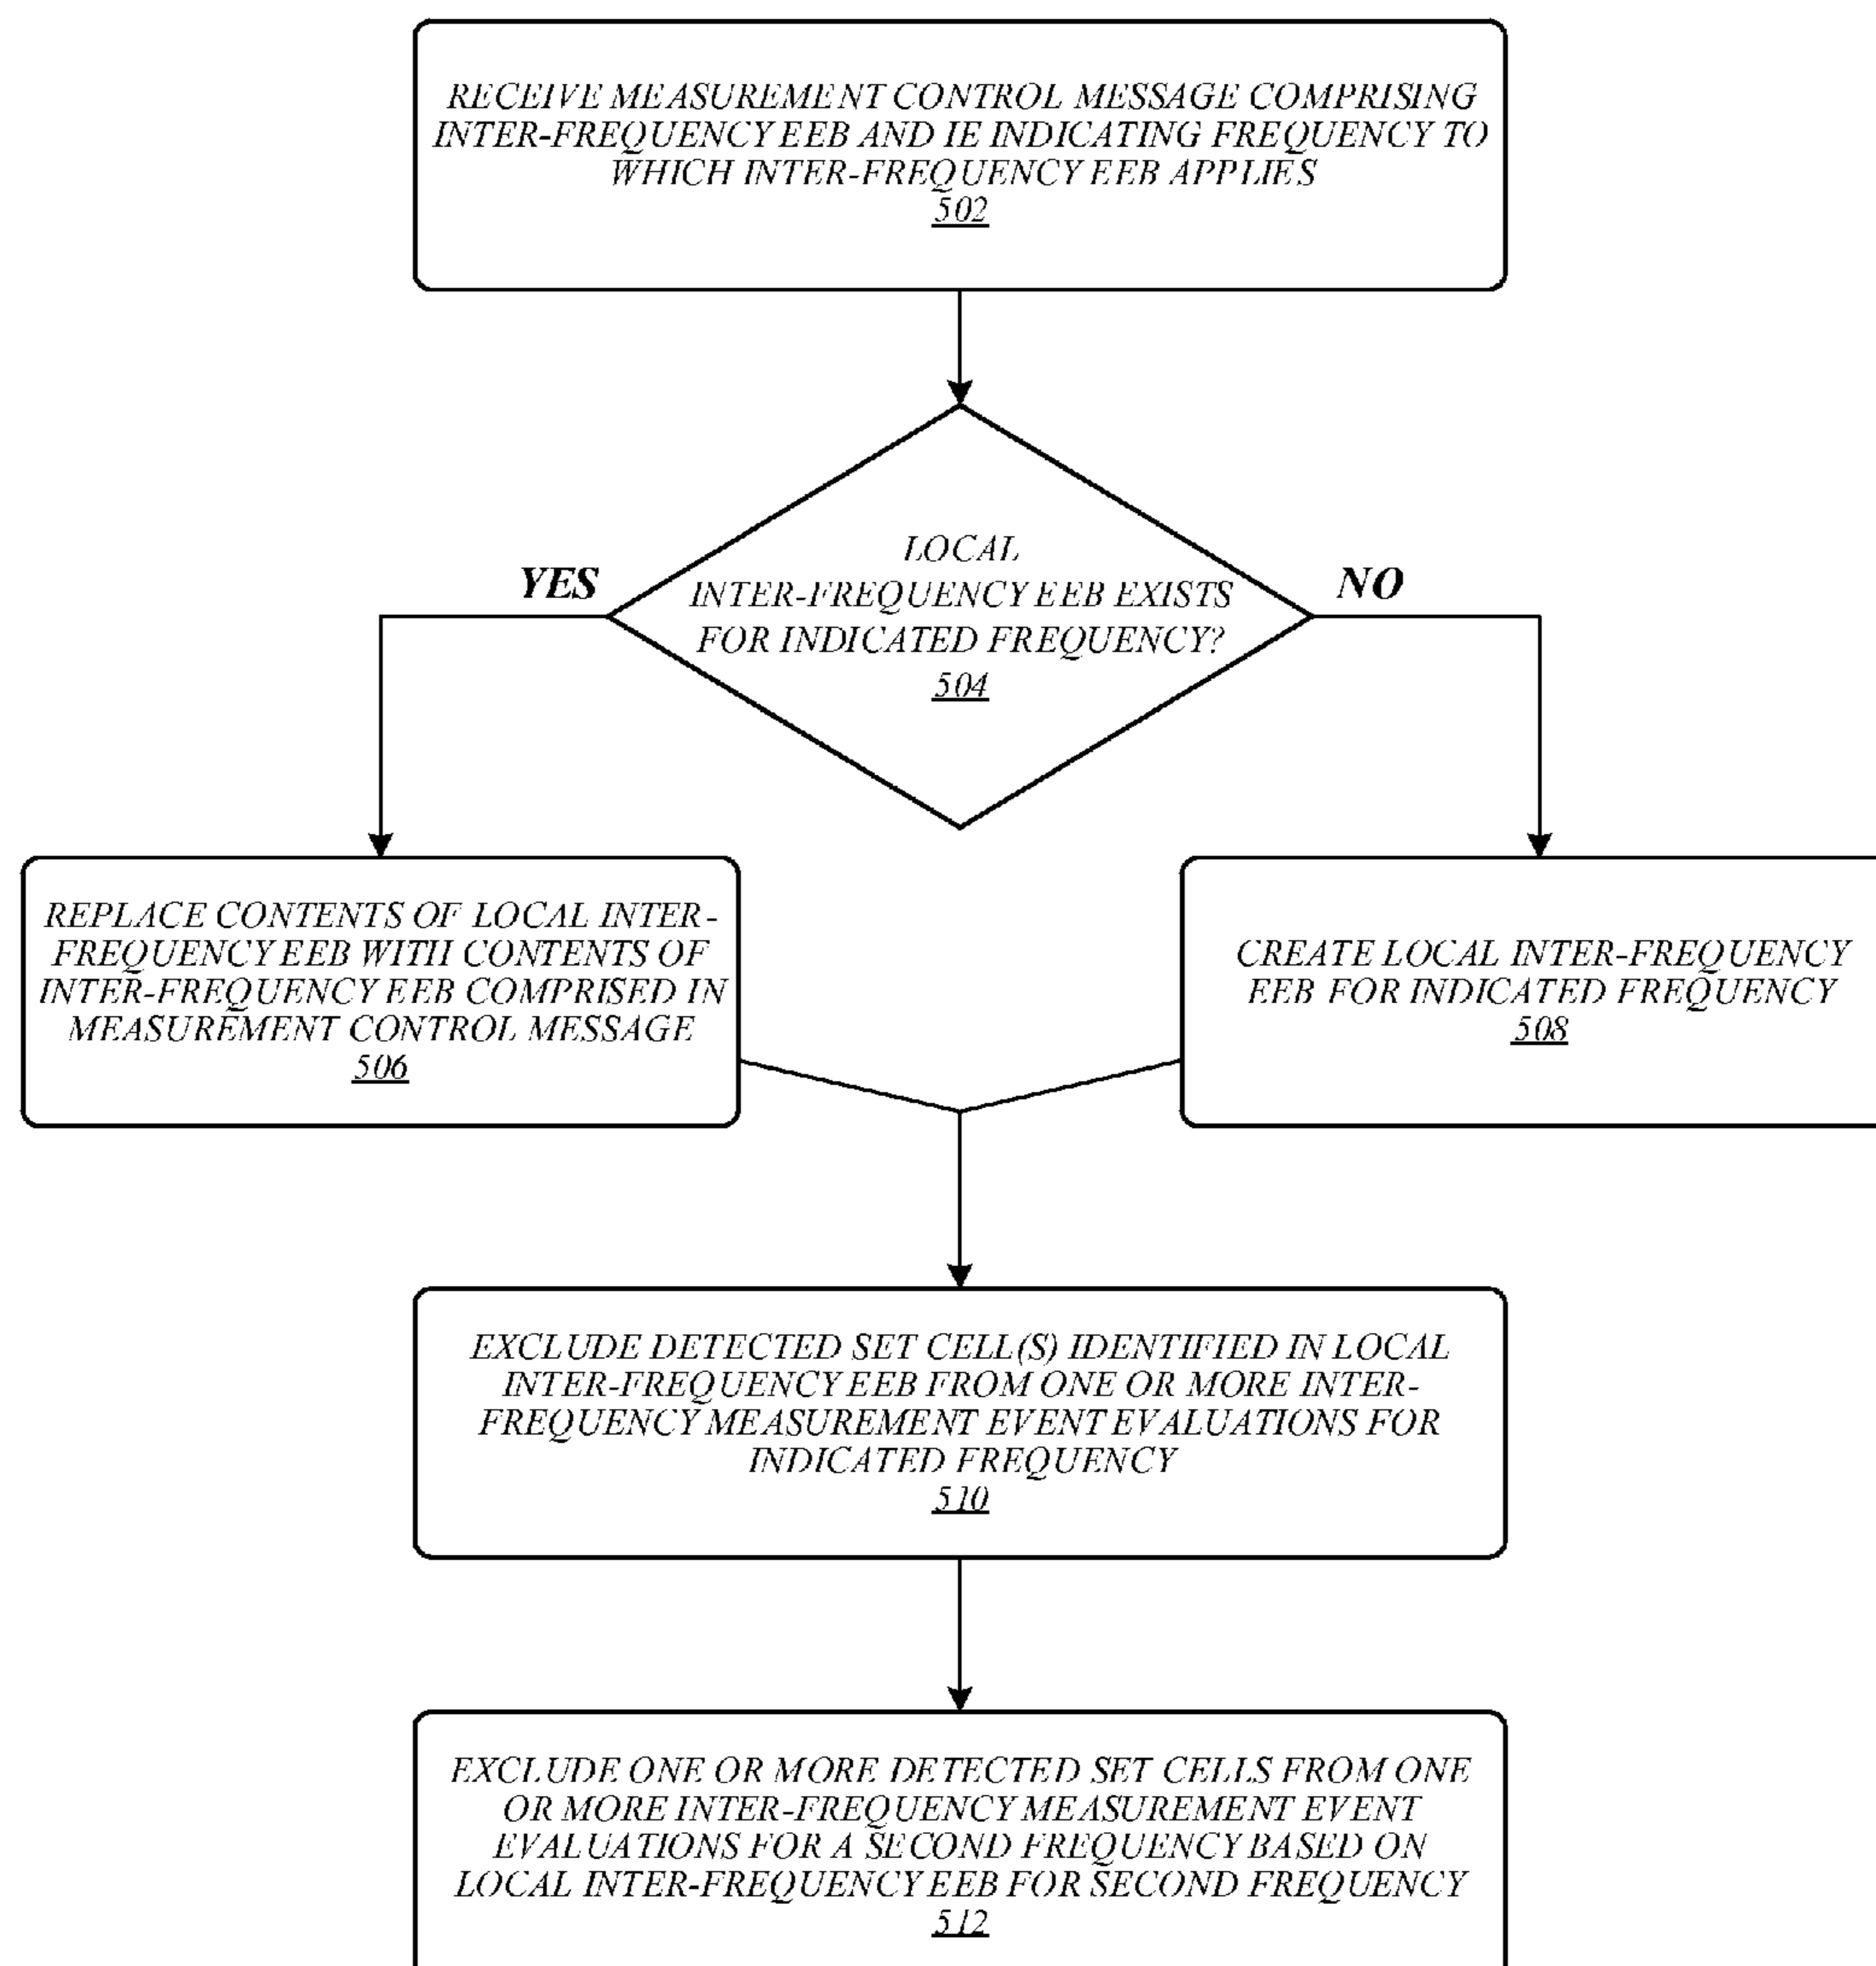 RECEIVE MEASUREMENT CONTROL MESSAGE COMPRISING
INTER-FREQUENCY EEB AND IE INDICATING FREQUENCY TO
WHICH INTER-FREQUENCY EEB APPLIES
502
LOCAL
INTER-FREQUENCY EEB EXISTS
FOR INDICATED FREQUENCY?
504
YES
NO
REPLACE CONTENTS OF LOCAL INTER-
FREQUENCY EEB WITH CONTENTS OF
INTER-FREQUENCY EEB COMPRISED IN
MEASUREMENT CONTROL MESSAGE
506
CREATE LOCAL INTER-FREQUENCY
EEB FOR INDICATED FREQUENCY
508
EXCLUDE DETECTED SET CELL(S) IDENTIFIED IN LOCAL
INTER-FREQUENCY EEB FROM ONE OR MORE INTER-
FREQUENCY MEASUREMENT EVENT EVALUATIONS FOR
INDICATED FREQUENCY
510
EXCLUDE ONE OR MORE DETECTED SET CELLS FROM ONE
OR MORE INTER-FREQUENCY MEASUREMENT EVENT
EVALUATIONS FOR A SECOND FREQUENCY BASED ON
LOCAL INTER-FREQUENCY EEB FOR SECOND FREQUENCY
512